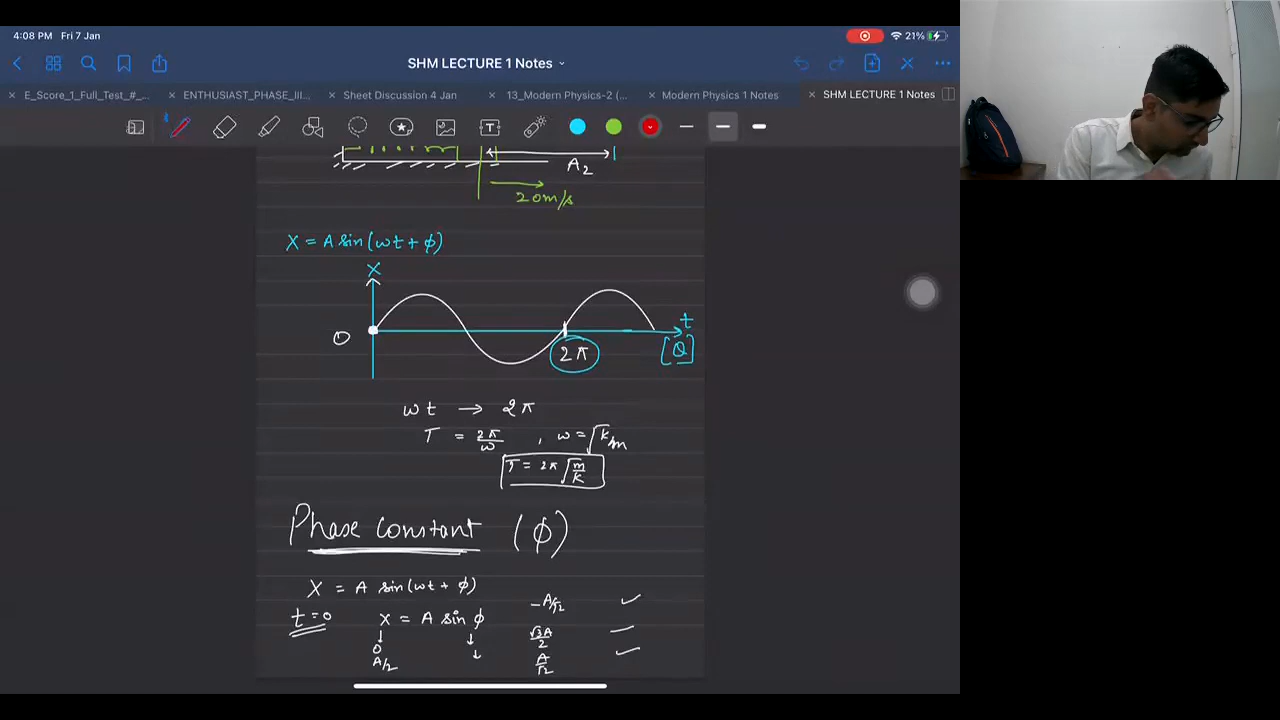 4:08 PM Fri 7 Jan
21%
SHM LECTURE 1 Notes
E_Score_1_Full_Test_#_...
ENTHUSIAST_PHASE_III...
Sheet Discussion 4 Jan
13_Modern Physics-2 (...
Modern Physics 1 Notes
SHM LECTURE 1 Notes
A₂
20m/s
X = A sin(ωt + φ)
X
t
0
2π
[θ]
ωt → 2π
T = 2π/ω , ω = √k/m
T = 2π √m/k
Phase constant (φ)
X = A sin(ωt + φ)
-A/√2 ✓
t=0 x = A sin φ
√3A/2
0
A/2
A/√2 ✓